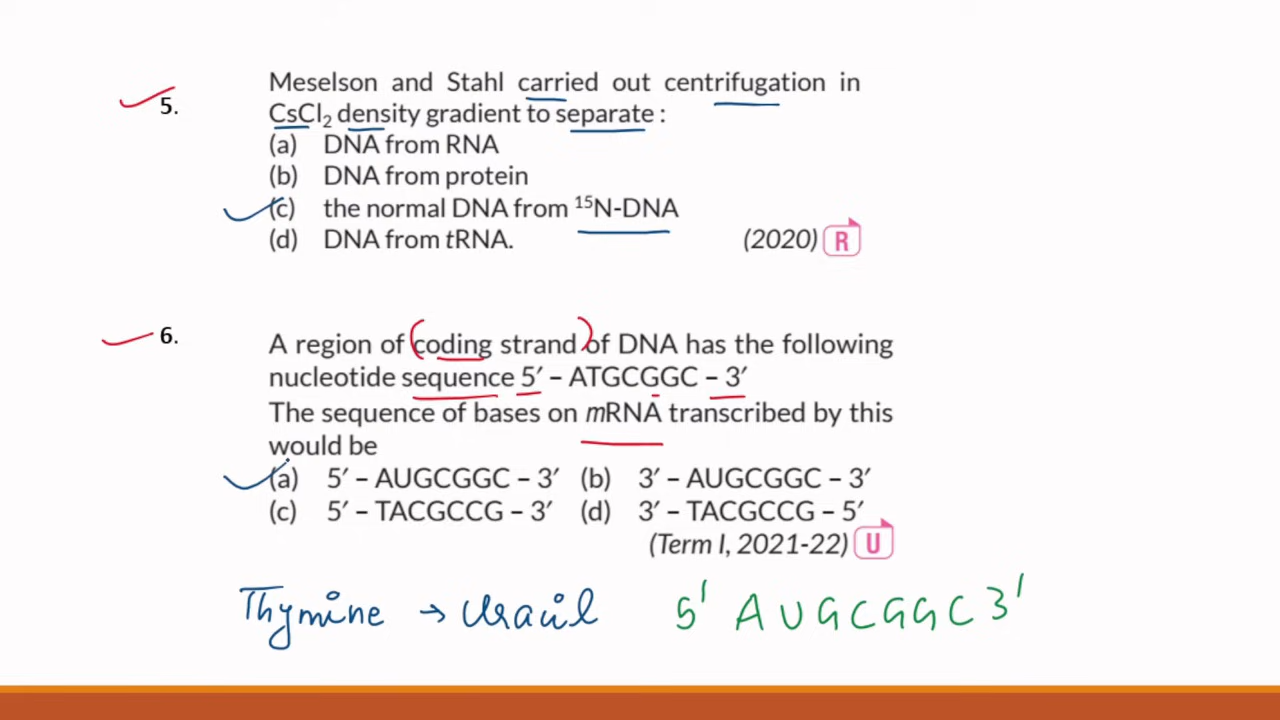 5. Meselson and Stahl carried out centrifugation in
CsCl₂ density gradient to separate :
(a) DNA from RNA
(b) DNA from protein
(c) the normal DNA from ¹⁵N-DNA
(d) DNA from tRNA. (2020) R
6. A region of (coding strand) of DNA has the following
nucleotide sequence 5′ – ATGCGGC – 3′
The sequence of bases on mRNA transcribed by this
would be
(a) 5′ – AUGCGGC – 3′ (b) 3′ – AUGCGGC – 3′
(c) 5′ – TACGCCG – 3′ (d) 3′ – TACGCCG – 5′
(Term I, 2021-22) U
Thymine → Uracil 5' AUGCGGC 3'